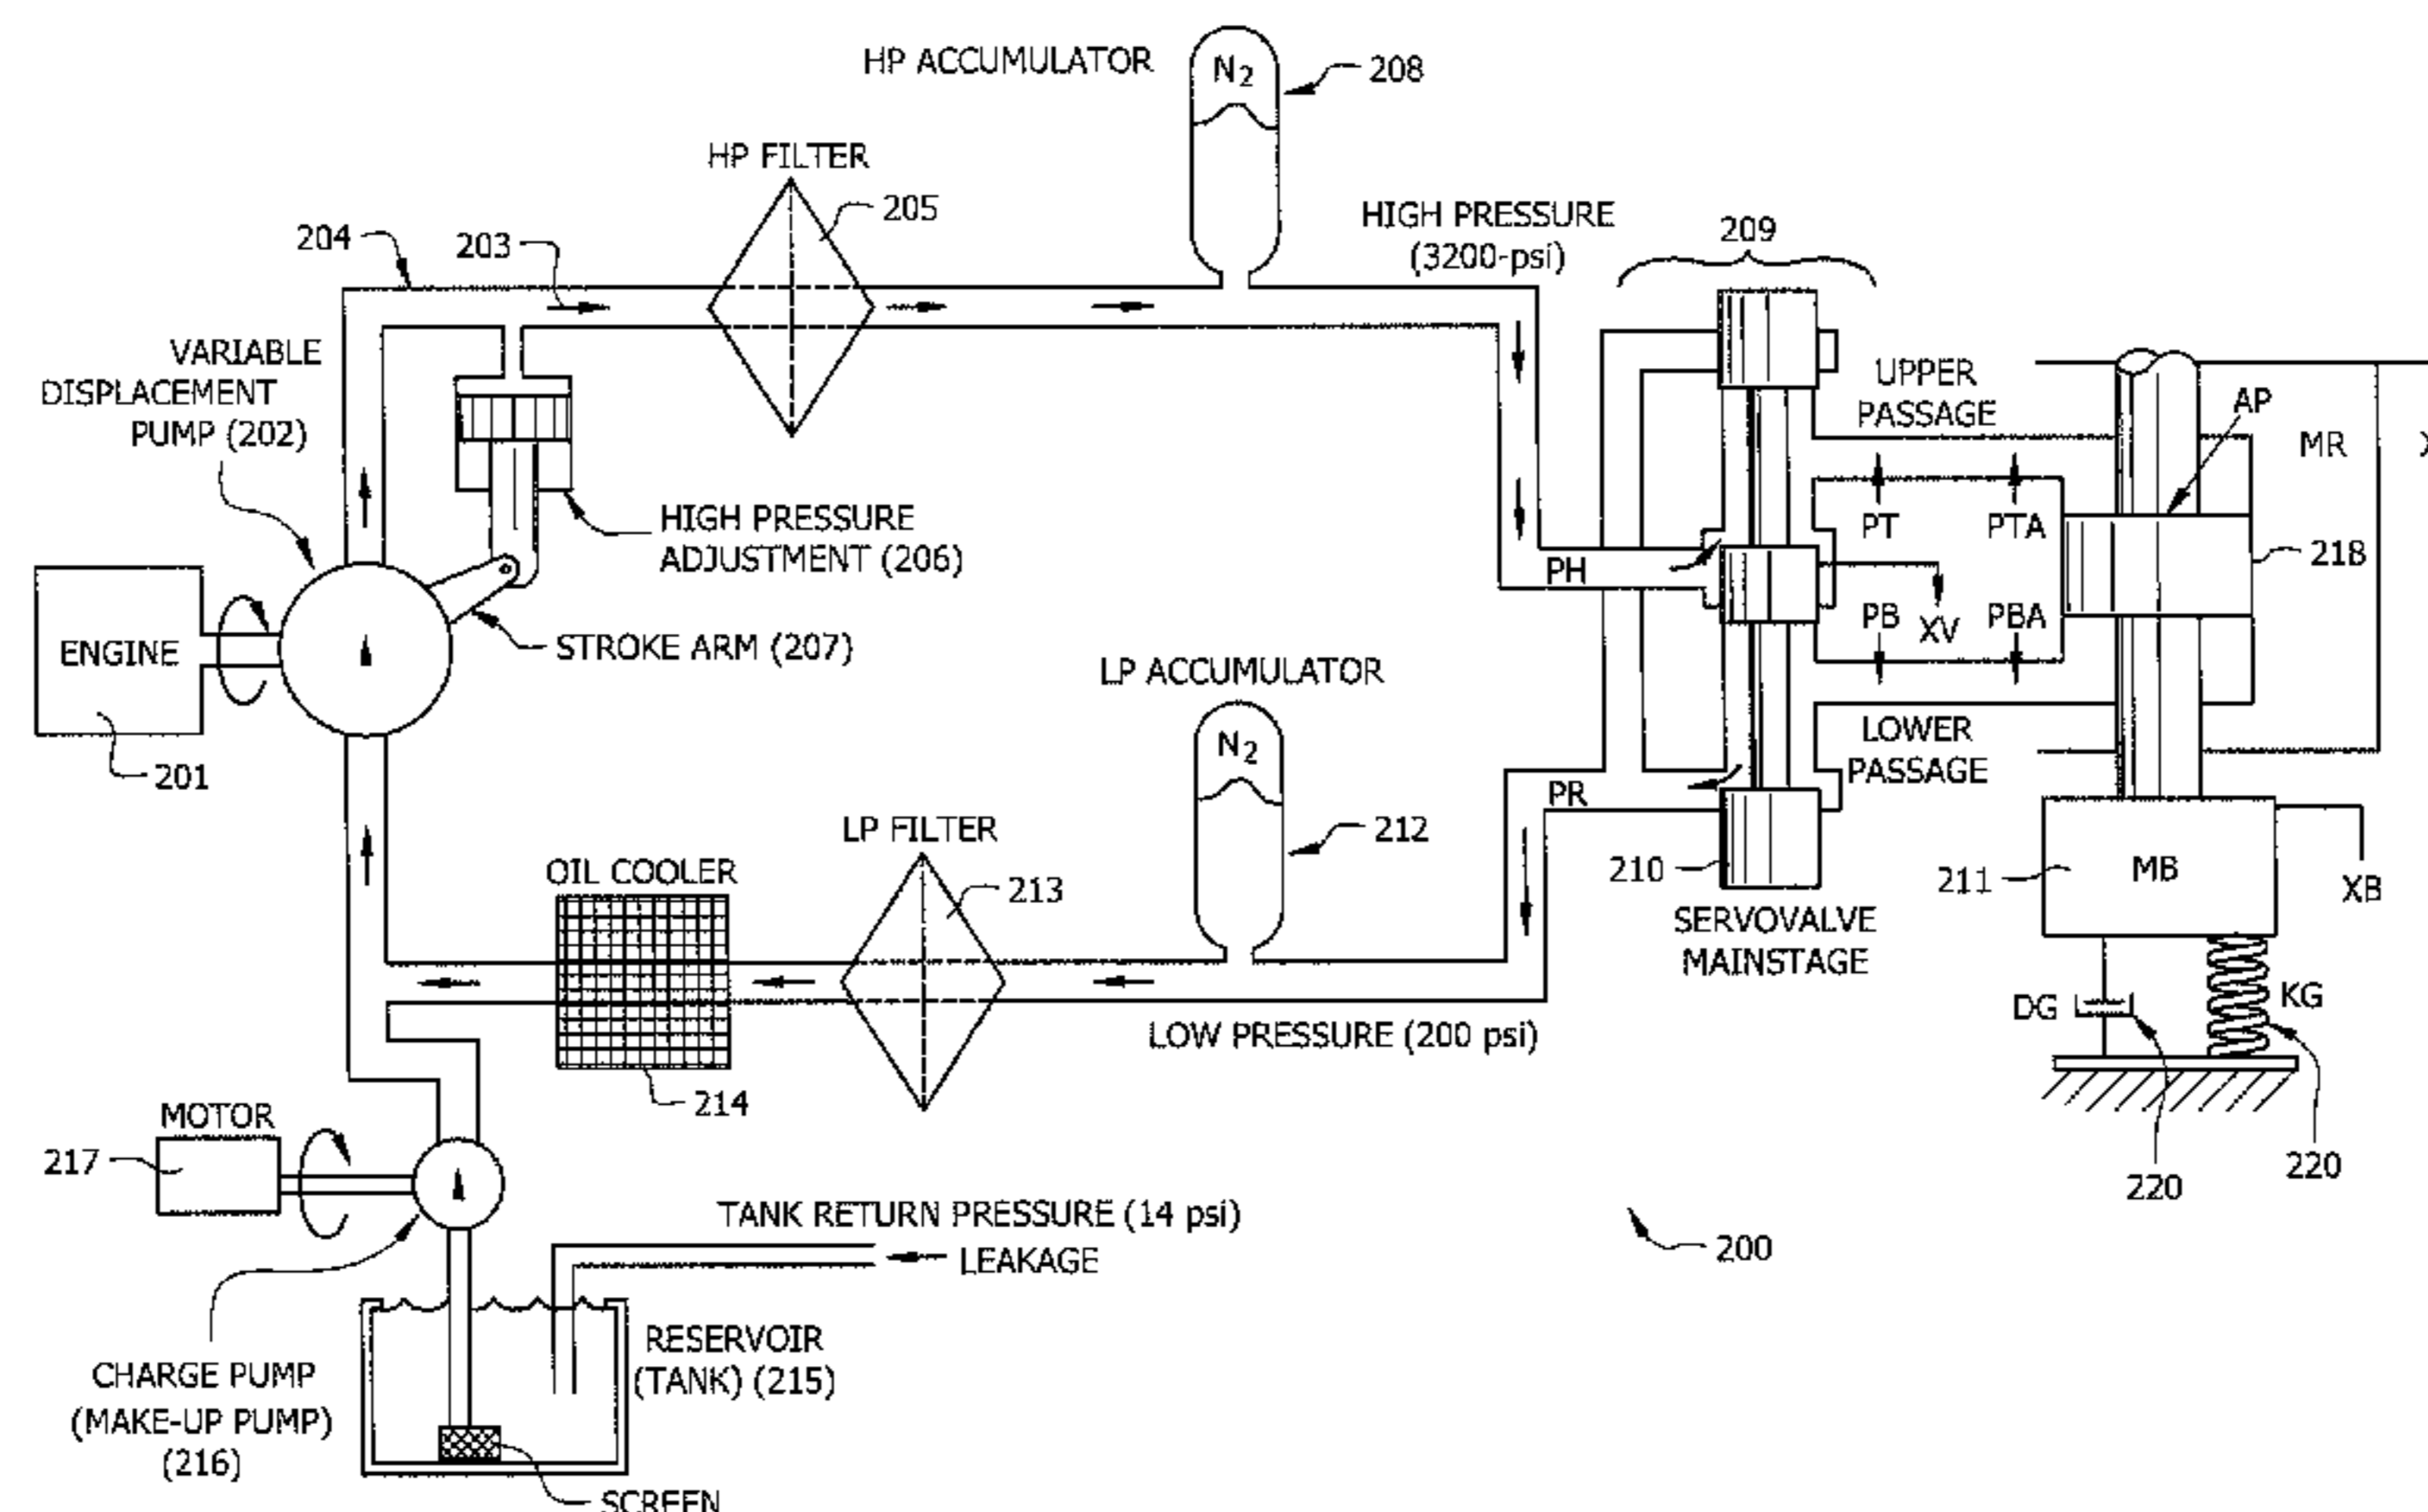 HP ACCUMULATOR
N2
208
HP FILTER
205
204
203
HIGH PRESSURE
(3200-psi)
209
VARIABLE
DISPLACEMENT
PUMP (202)
UPPER
PASSAGE
AP
MR
HIGH PRESSURE
ADJUSTMENT (206)
PH
PT
PTA
218
PB
XV
PBA
ENGINE
STROKE ARM (207)
LP ACCUMULATOR
201
N2
LOWER
PASSAGE
PR
LP FILTER
212
OIL COOLER
213
210
211
MB
XB
SERVOVALVE
MAINSTAGE
DG
KG
LOW PRESSURE (200 psi)
214
MOTOR
217
220
220
TANK RETURN PRESSURE (14 psi)
LEAKAGE
200
RESERVOIR
(TANK) (215)
CHARGE PUMP
(MAKE-UP PUMP)
(216)
SCREEN